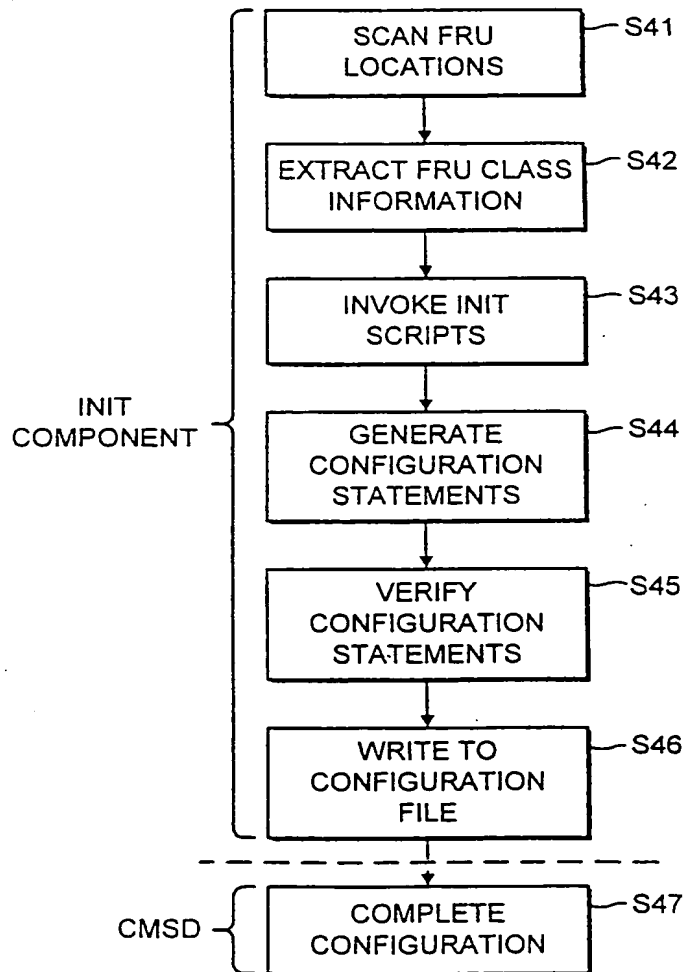 SCAN FRU
LOCATIONS
S41
EXTRACT FRU CLASS
INFORMATION
S42
INVOKE INIT
SCRIPTS
S43
INIT
COMPONENT
GENERATE
CONFIGURATION
STATEMENTS
S44
VERIFY
CONFIGURATION
STATEMENTS
S45
WRITE TO
CONFIGURATION
FILE
S46
CMSD
COMPLETE
CONFIGURATION
S47